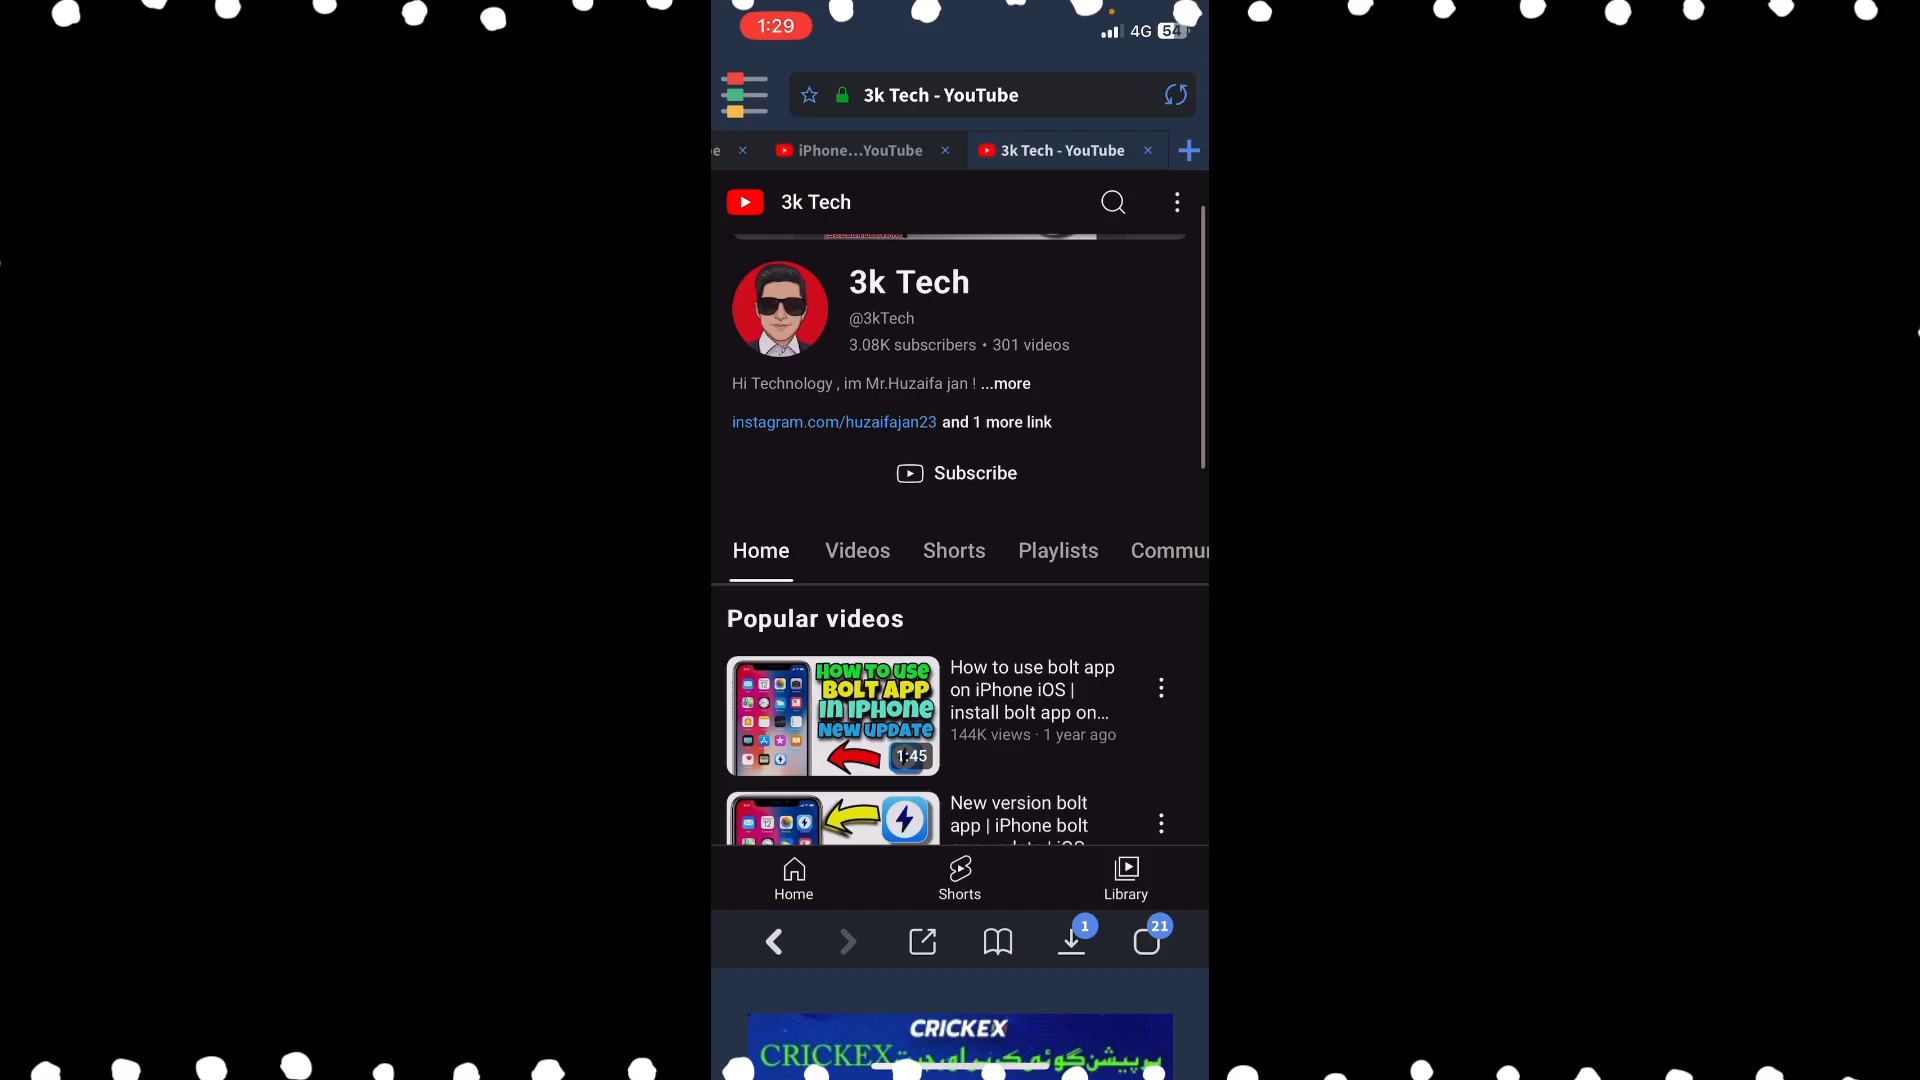 1:29
4G 54
3k Tech - YouTube
e
iPhone...YouTube
3k Tech - YouTube
3k Tech
3k Tech
@3kTech
3.08K subscribers • 301 videos
Hi Technology , im Mr.Huzaifa jan ! ...more
instagram.com/huzaifajan23 and 1 more link
Subscribe
Home Videos Shorts Playlists Commu
Popular videos
HOW TO USE
BOLT APP
IN IPHONE
NEW UPDATE
1:45
How to use bolt app
on iPhone iOS |
install bolt app on...
144K views · 1 year ago
New version bolt
app | iPhone bolt
Home Shorts Library
1
21
CRICKEX
CRICKEX